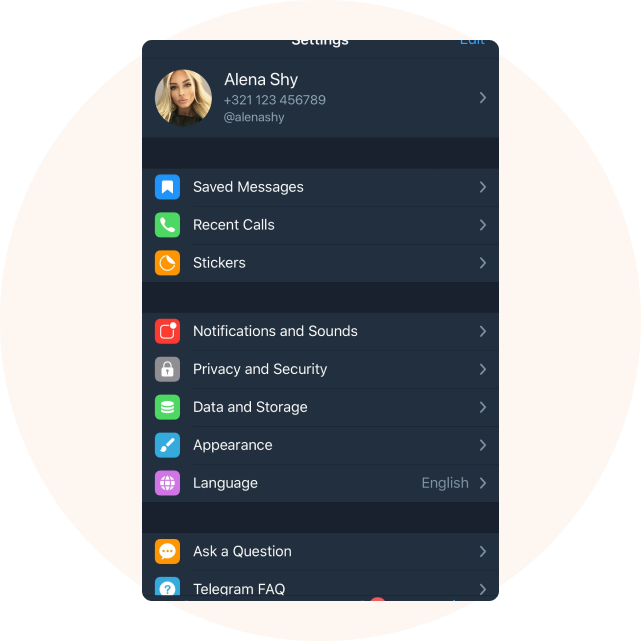 Settings
Edit
Alena Shy
+321 123 456789
@alenashy
Saved Messages
Recent Calls
Stickers
Notifications and Sounds
Privacy and Security
Data and Storage
Appearance
Language English
Ask a Question
Telegram FAQ